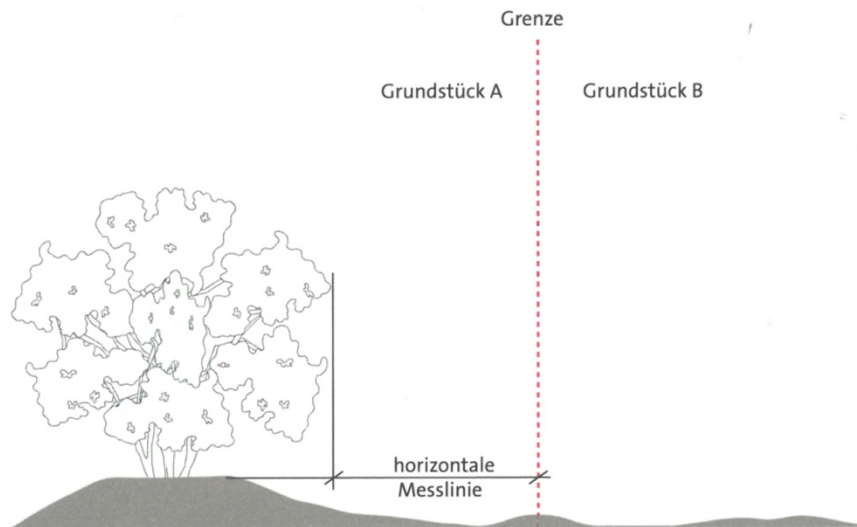 Grenze
Grundstück A
Grundstück B
horizontale
Messlinie